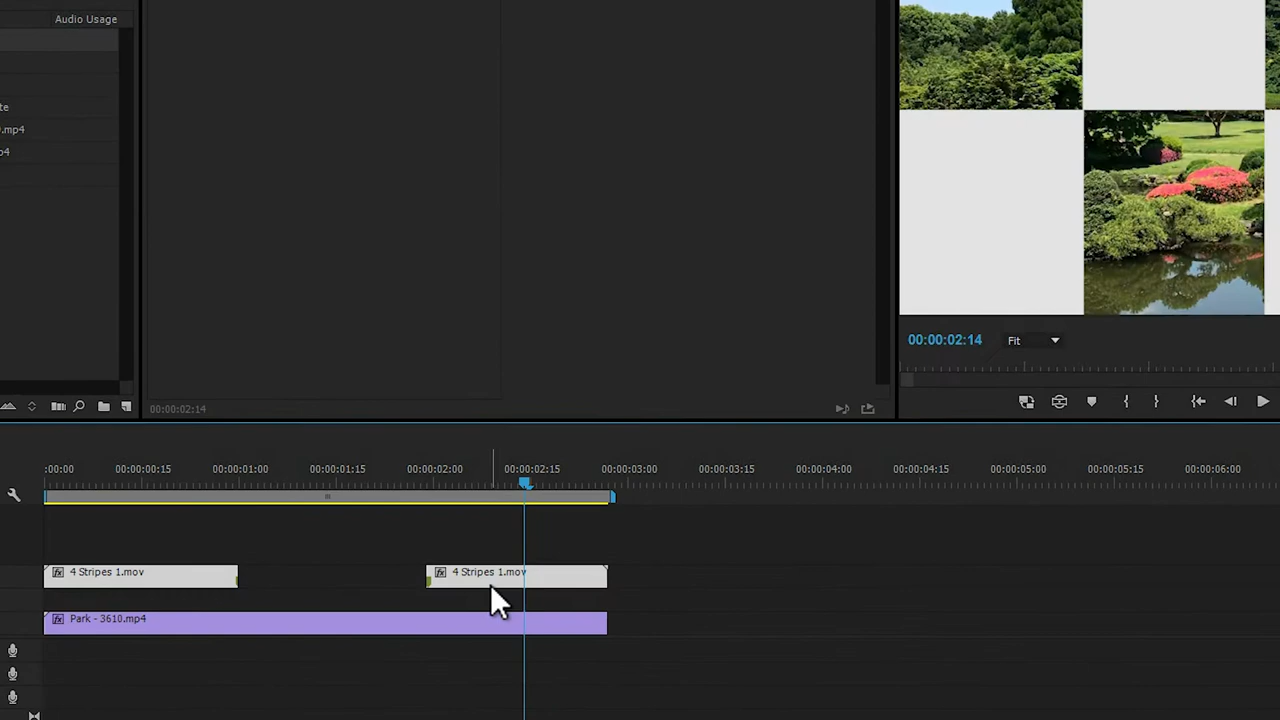 Audio Usage
te
.mp4
p4
00:00:02:14
Fit
00:00:02:14
:00:00 00:00:00:15 00:00:01:00 00:00:01:15 00:00:02:00 00:00:02:15 00:00:03:00 00:00:03:15 00:00:04:00 00:00:04:15 00:00:05:00 00:00:05:15 00:00:06:00
fx 4 Stripes 1.mov fx 4 Stripes 1.mov
fx Park - 3610.mp4